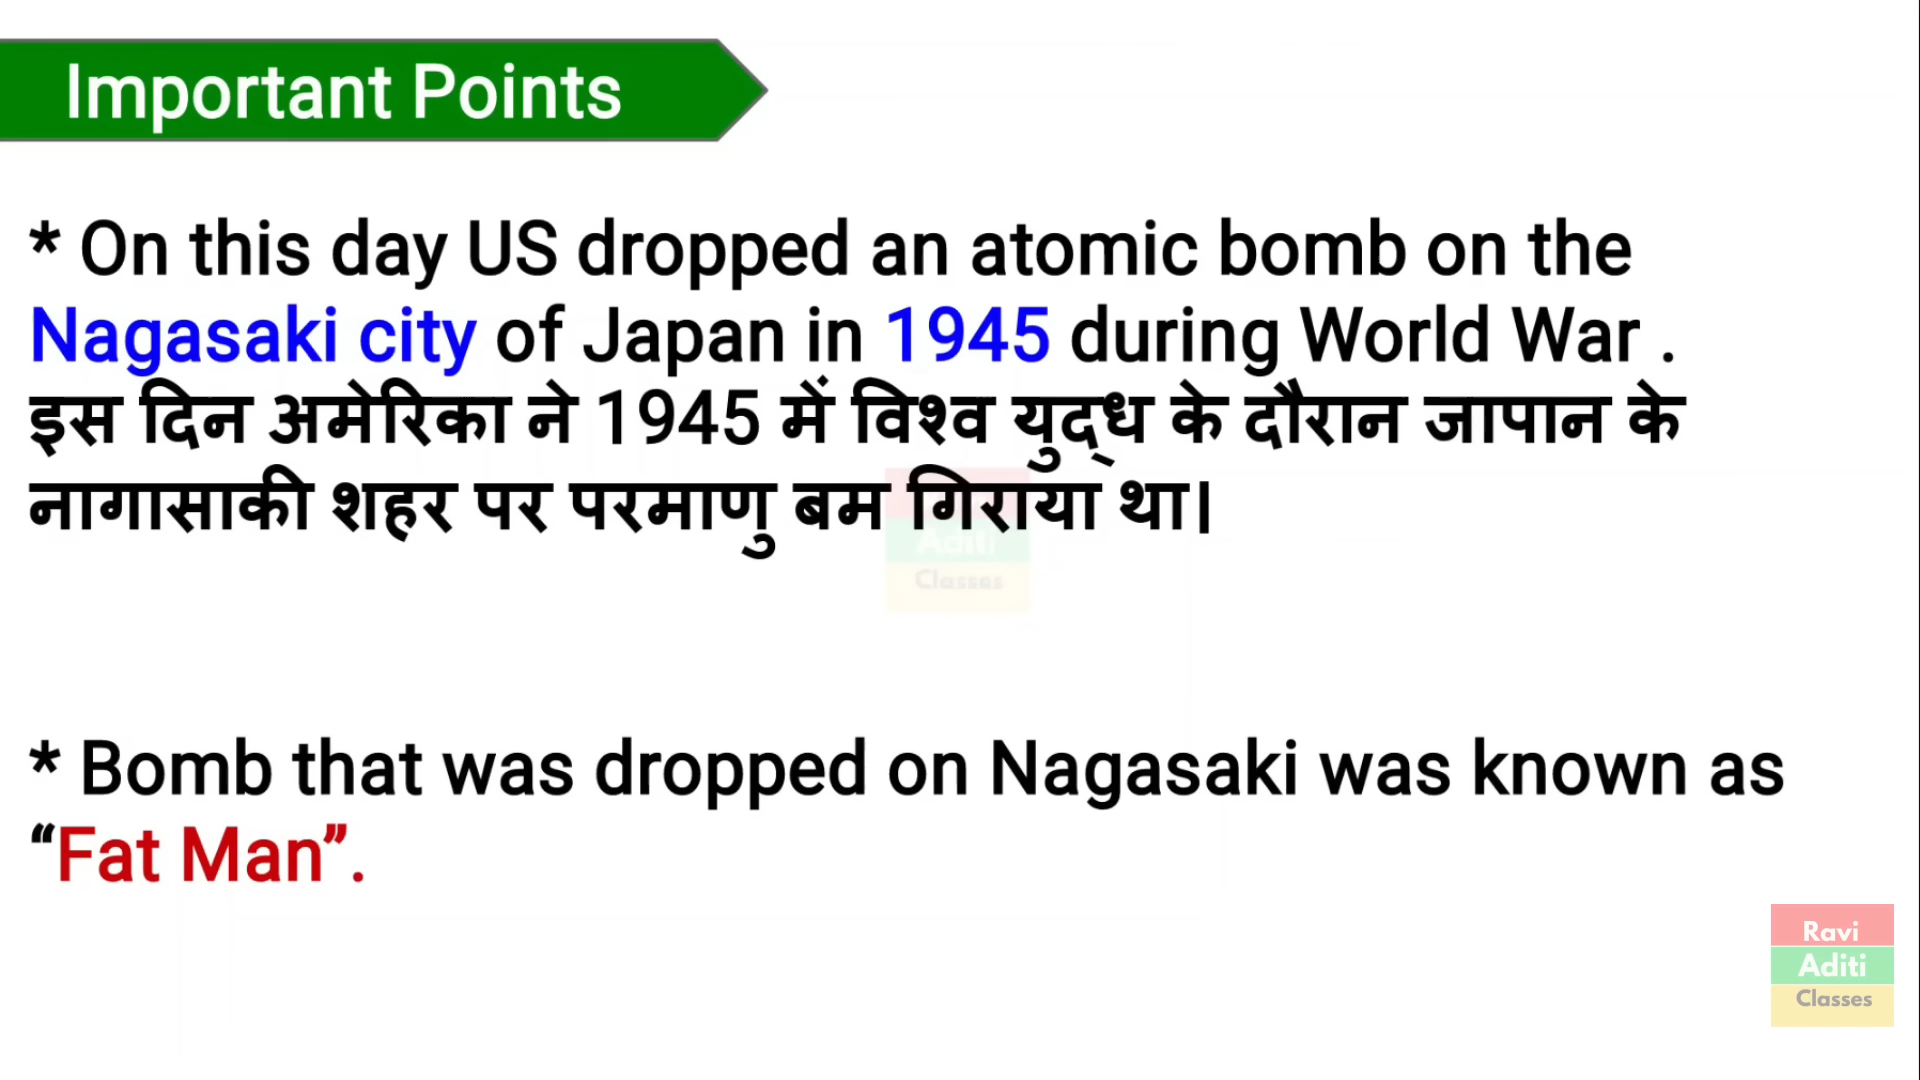 Important Points
* On this day US dropped an atomic bomb on the
Nagasaki city of Japan in 1945 during World War .
इस दिन अमेरिका ने 1945 में विश्व युद्ध के दौरान जापान के
नागासाकी शहर पर परमाणु बम गिराया था।
Aditi
Classes
* Bomb that was dropped on Nagasaki was known as
“Fat Man”.
Ravi
Aditi
Classes